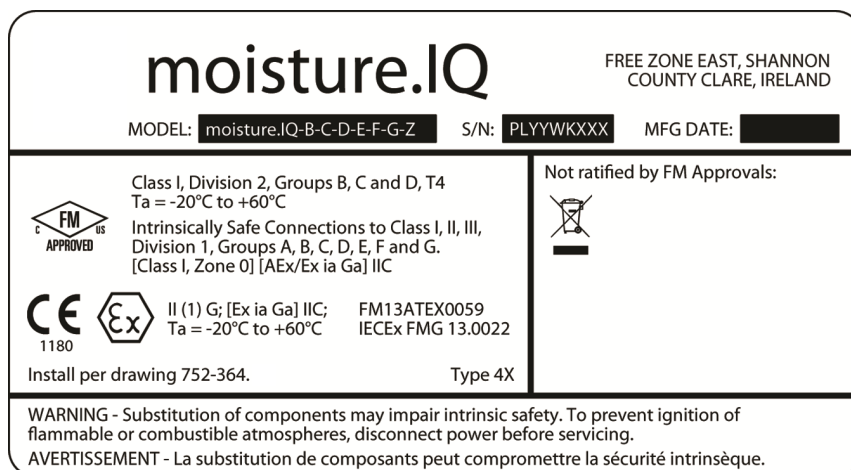 moisture.IQ
FREE ZONE EAST, SHANNON
COUNTY CLARE, IRELAND
MODEL: moisture.IQ-B-C-D-E-F-G-Z S/N: PLYYWKXXX MFG DATE:
Class I, Division 2, Groups B, C and D, T4
Ta = -20°C to +60°C
Intrinsically Safe Connections to Class I, II, III,
Division 1, Groups A, B, C, D, E, F and G.
[Class I, Zone 0] [AEx/Ex ia Ga] IIC
C FM US
APPROVED
CE
1180
Ex
II (1) G; [Ex ia Ga] IIC; FM13ATEX0059
Ta = -20°C to +60°C IECEx FMG 13.0022
Install per drawing 752-364. Type 4X
Not ratified by FM Approvals:
WARNING - Substitution of components may impair intrinsic safety. To prevent ignition of
flammable or combustible atmospheres, disconnect power before servicing.
AVERTISSEMENT - La substitution de composants peut compromettre la sécurité intrinsèque.